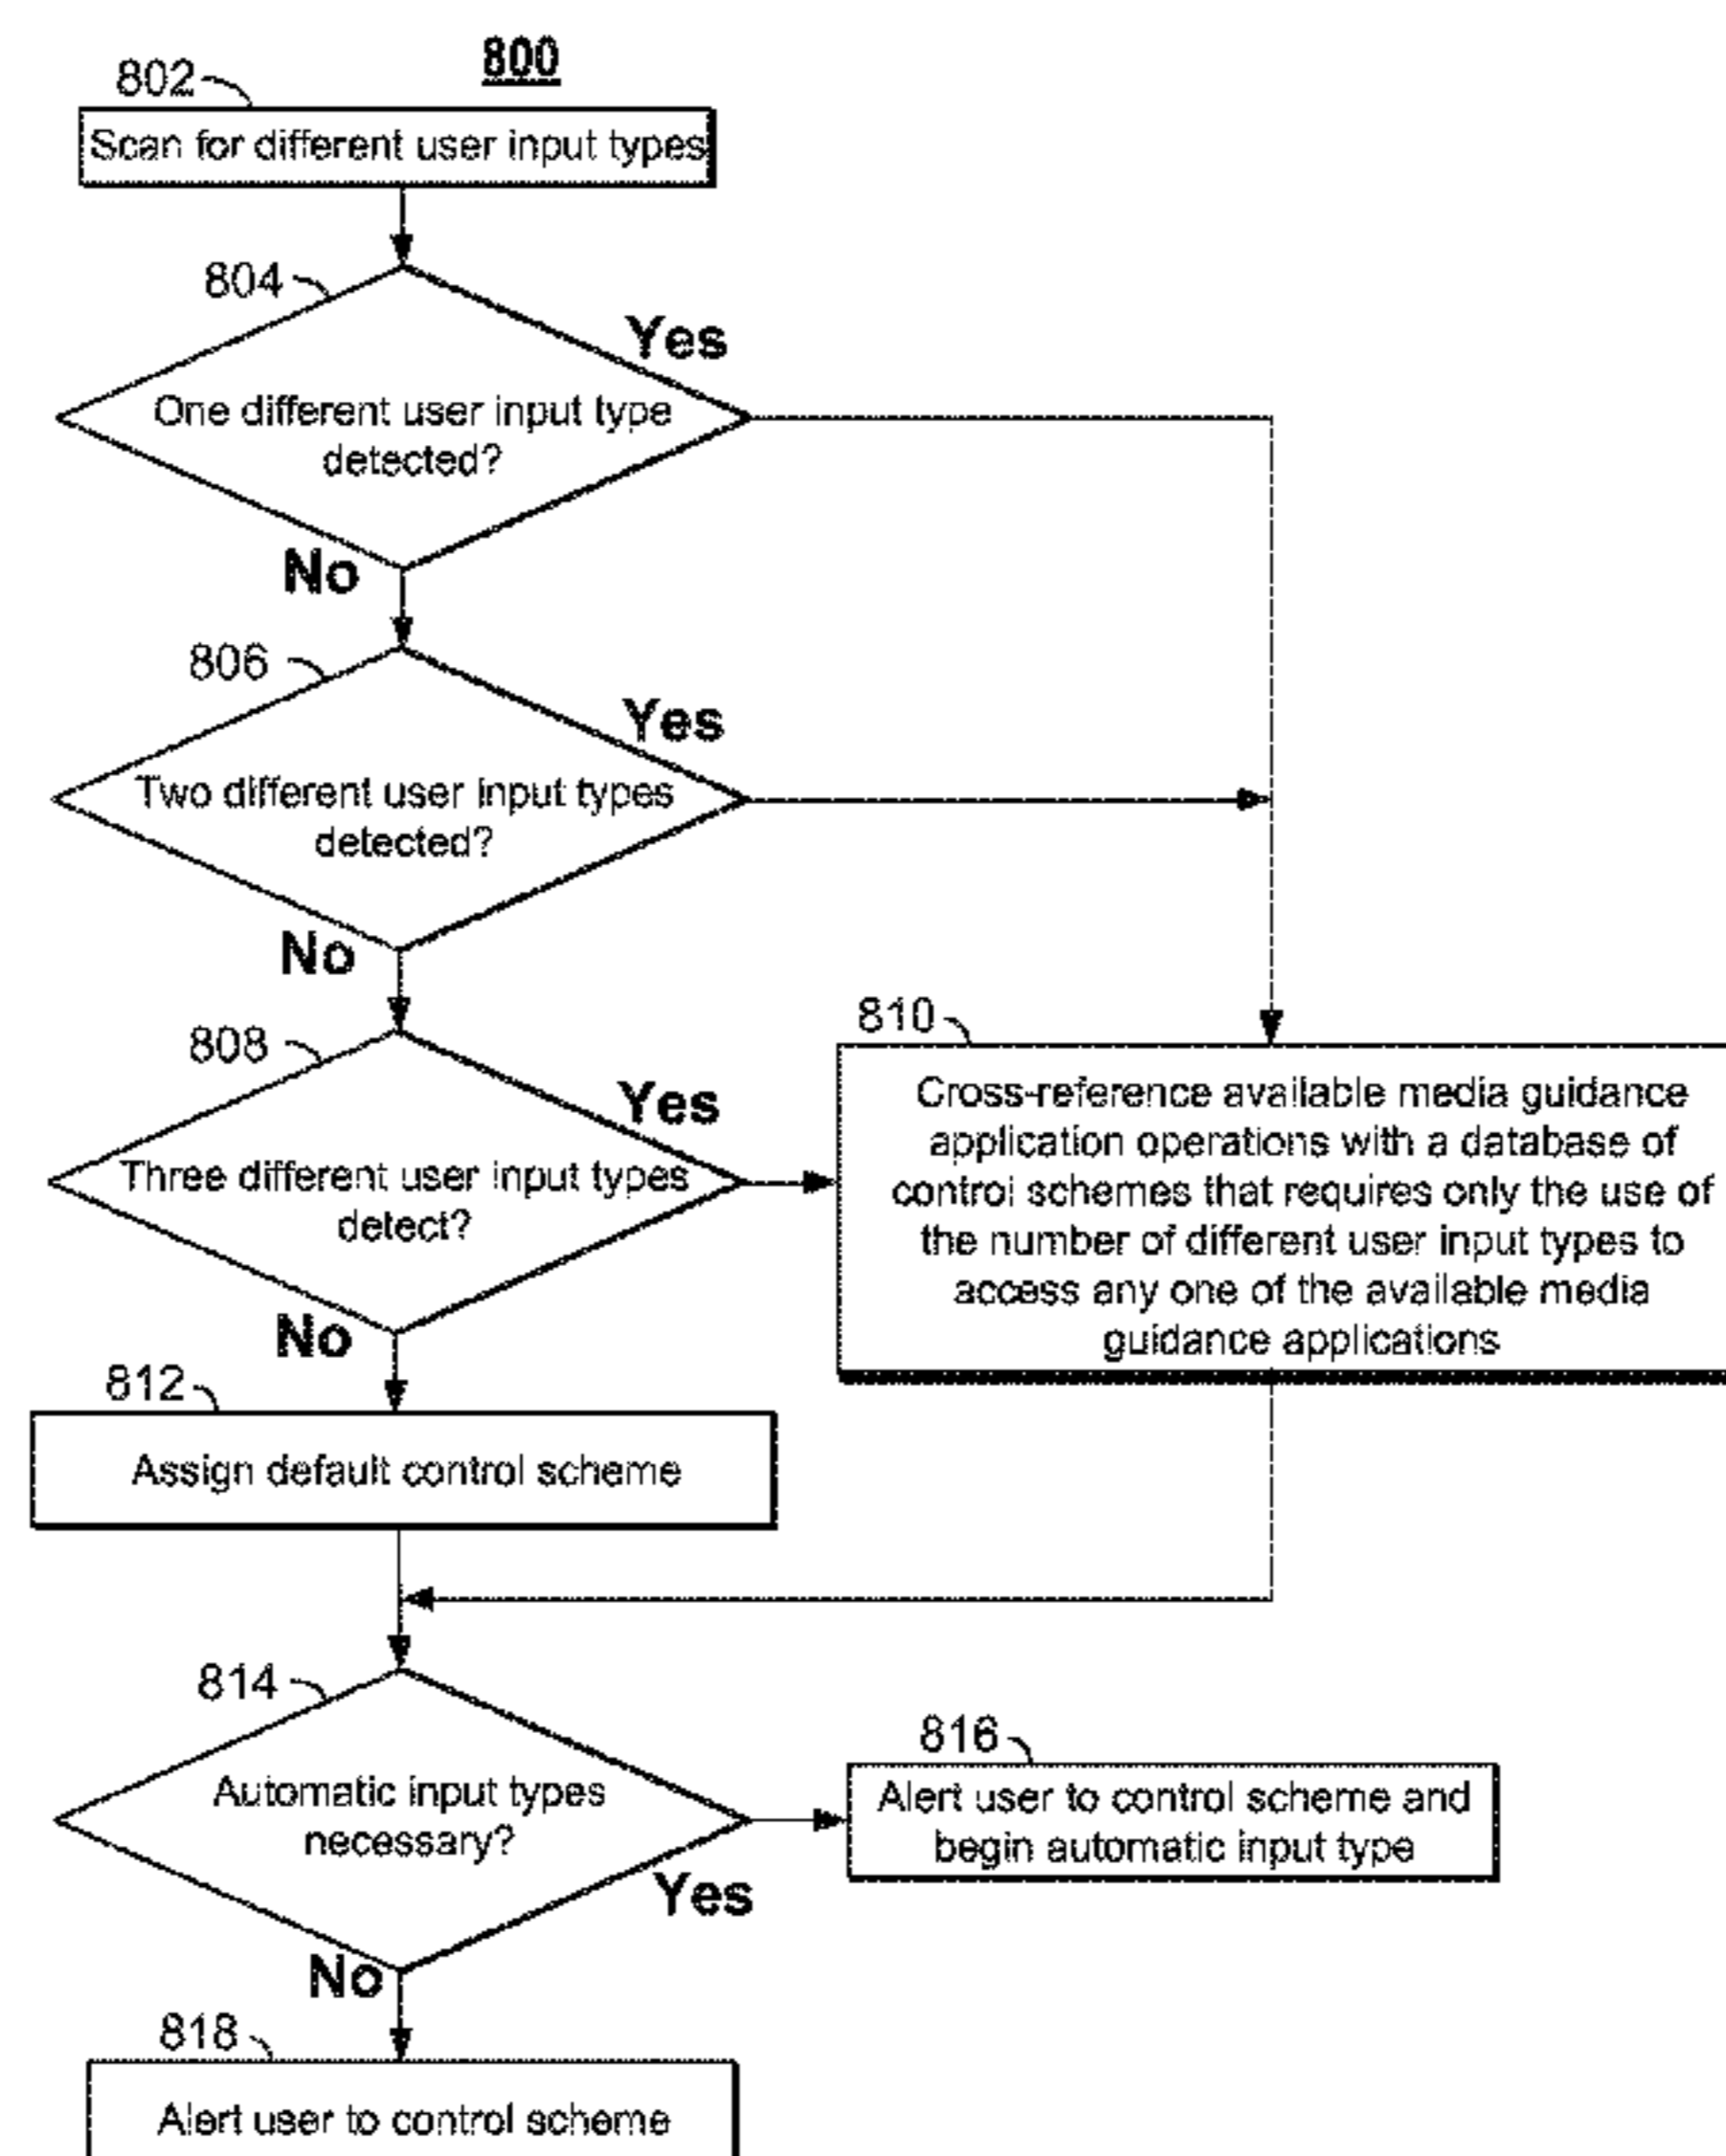 800
802
Scan for different user input types
804
Yes
One different user input type
detected?
No
806
Yes
Two different user input types
detected?
No
808
Yes
Three different user input types
detect?
No
810
Cross-reference available media guidance
application operations with a database of
control schemes that requires only the use of
the number of different user input types to
access any one of the available media
guidance applications
812
Assign default control scheme
814
Automatic input types
necessary?
Yes
No
816
Alert user to control scheme and
begin automatic input type
818
Alert user to control scheme